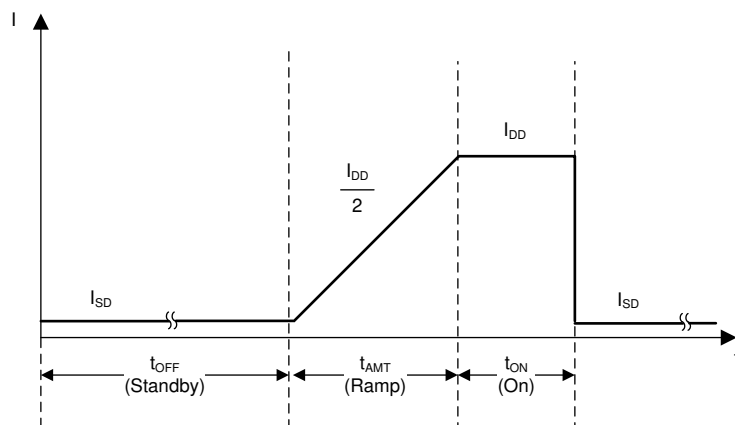 I
I_DD
I_DD
2
I_SD
I_SD
t_OFF
(Standby)
t_AMT
(Ramp)
t_ON
(On)